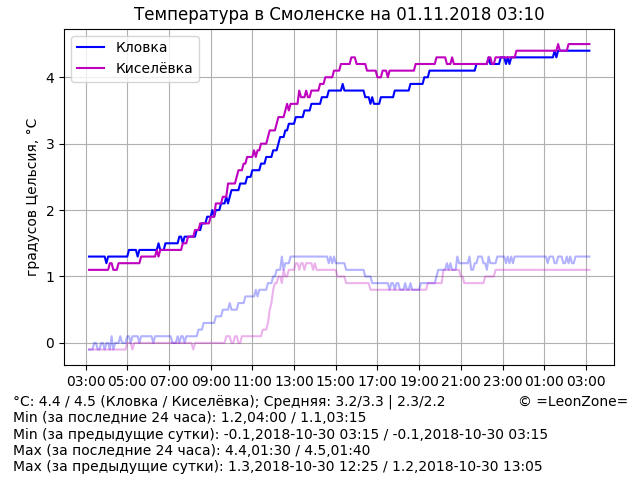 Температура в Смоленске на 01.11.2018 03:10
Кловка
Киселёвка
градусов Цельсия, °C
4
3
2
1
0
03:00 05:00 07:00 09:00 11:00 13:00 15:00 17:00 19:00 21:00 23:00 01:00 03:00
°C: 4.4 / 4.5 (Кловка / Киселёвка); Средняя: 3.2/3.3 | 2.3/2.2 © =LeonZone=
Min (за последние 24 часа): 1.2,04:00 / 1.1,03:15
Min (за предыдущие сутки): -0.1,2018-10-30 03:15 / -0.1,2018-10-30 03:15
Max (за последние 24 часа): 4.4,01:30 / 4.5,01:40
Max (за предыдущие сутки): 1.3,2018-10-30 12:25 / 1.2,2018-10-30 13:05